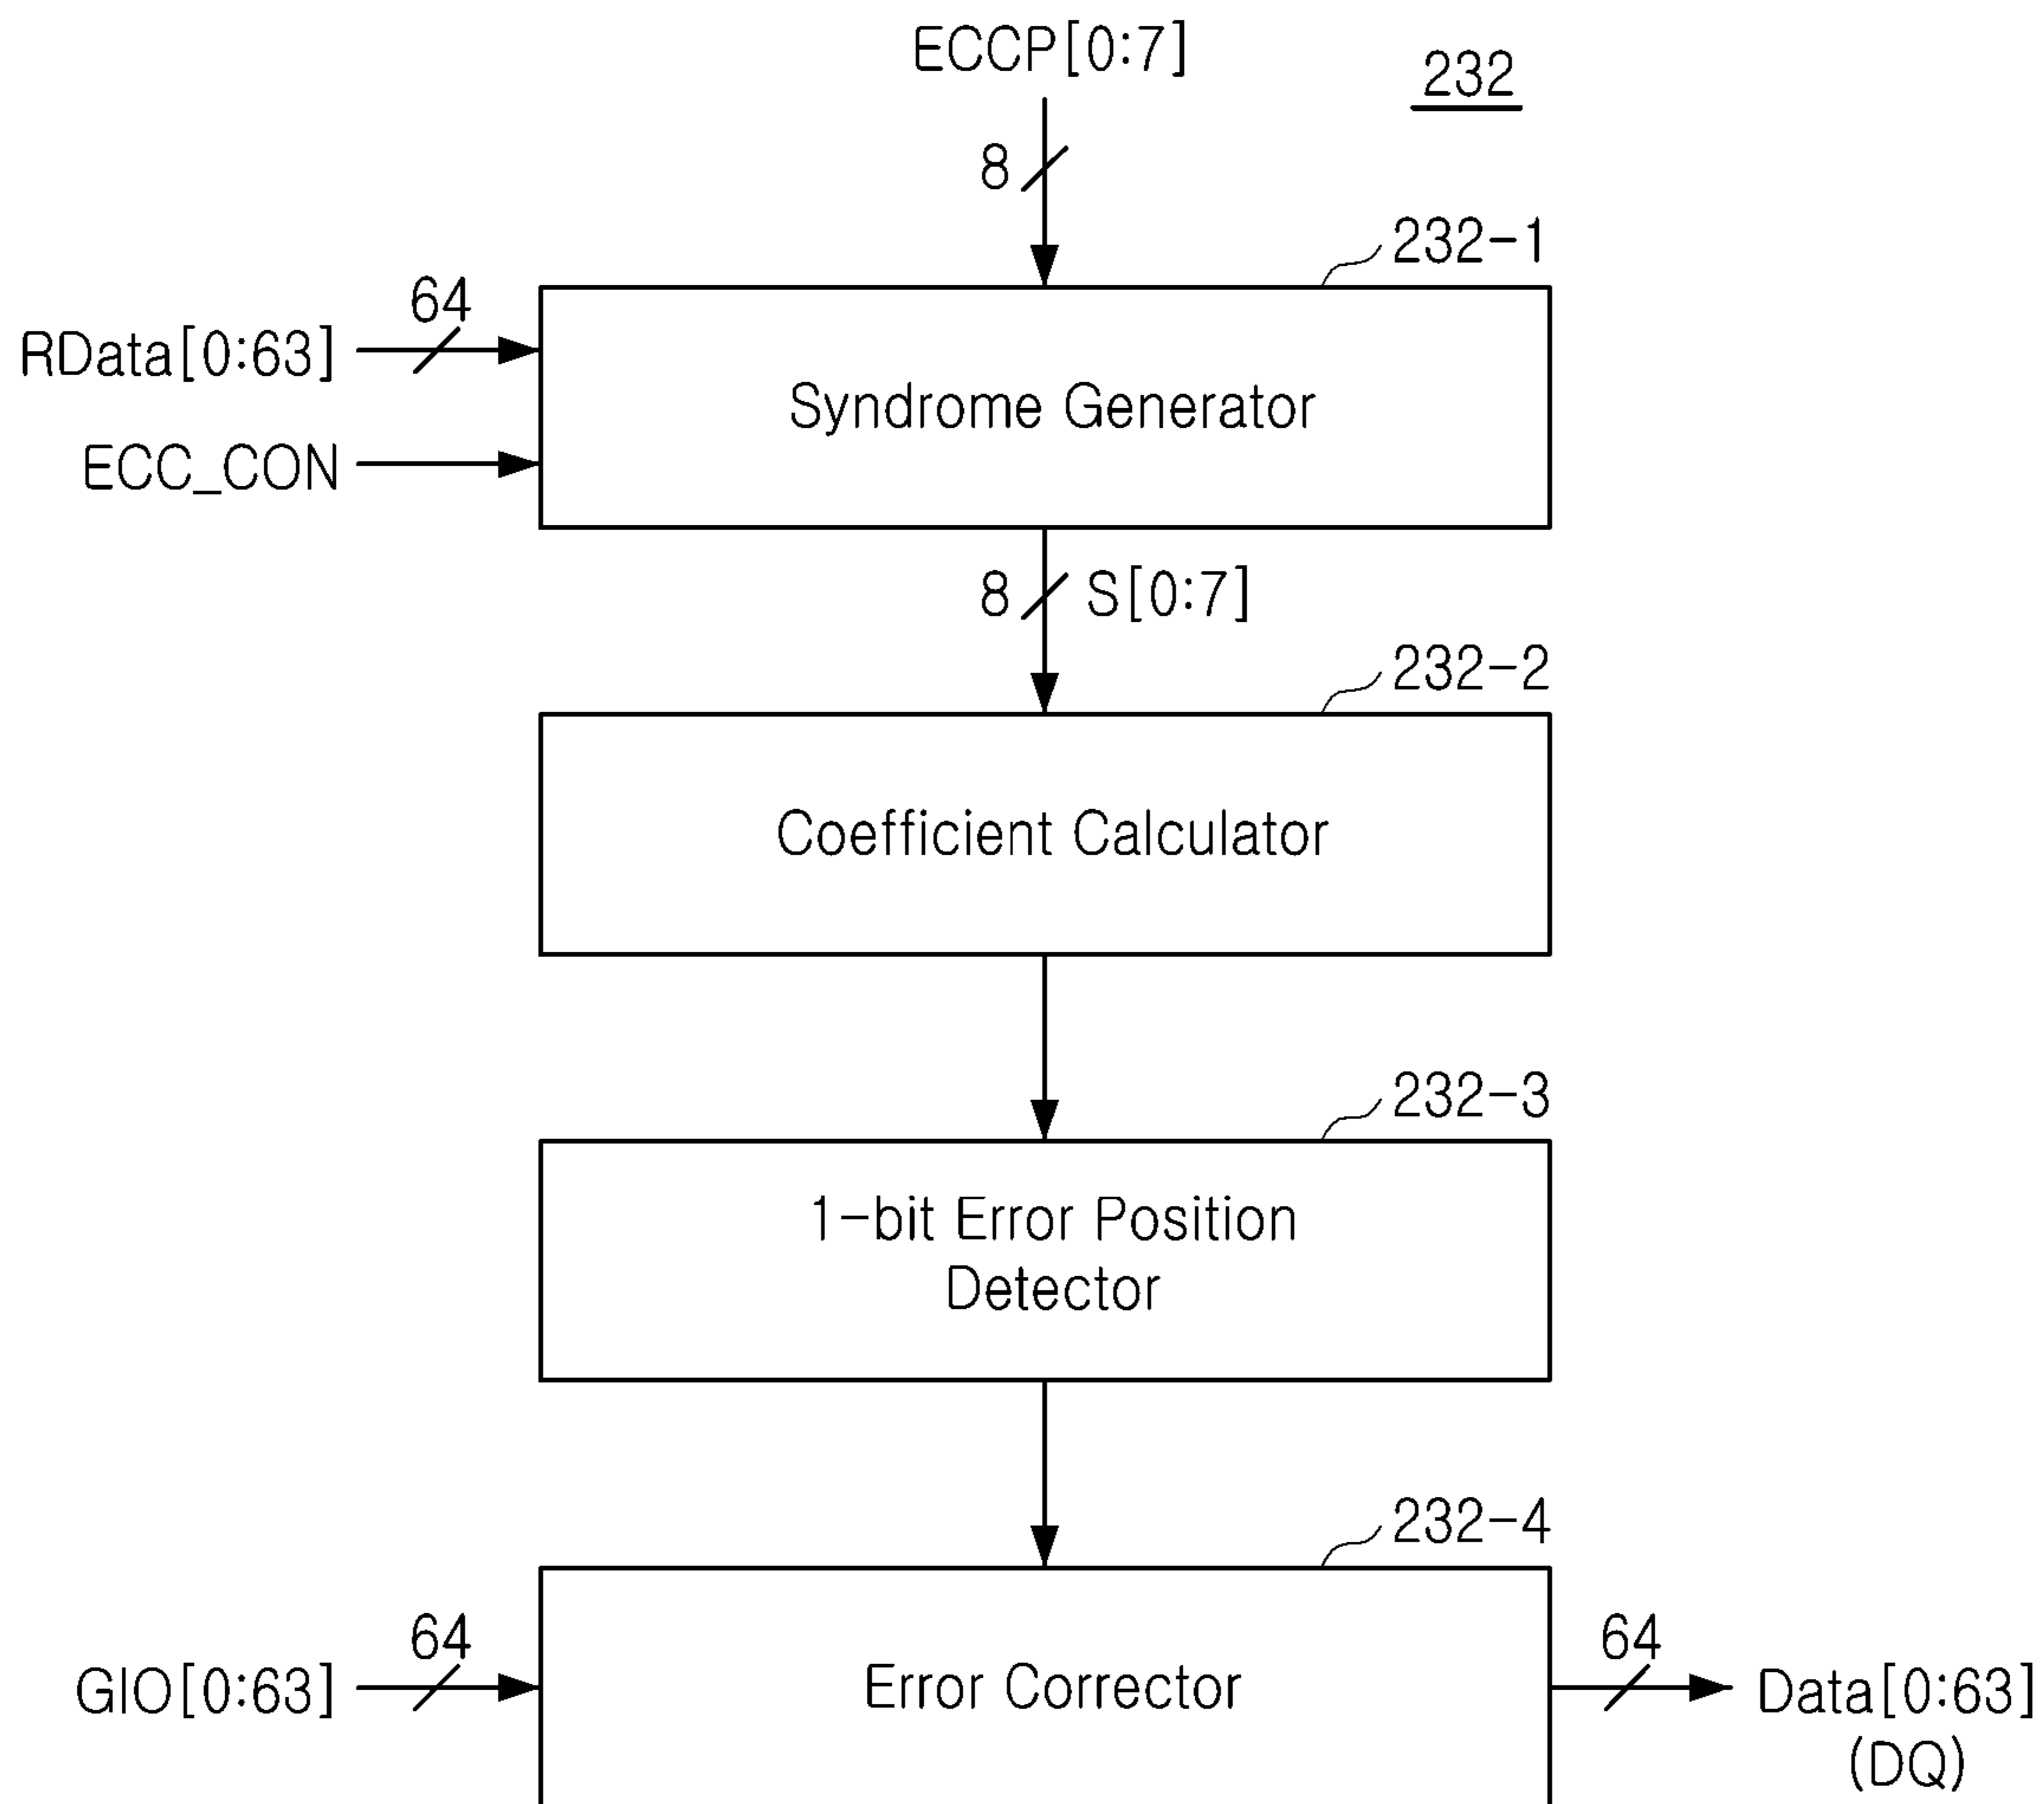 ECCP[0:7]
232
8
232-1
64
RData[0:63]
Syndrome Generator
ECC_CON
8 S[0:7]
232-2
Coefficient Calculator
232-3
1-bit Error Position
Detector
232-4
64
GIO[0:63]
Error Corrector
64
Data[0:63]
(DQ)